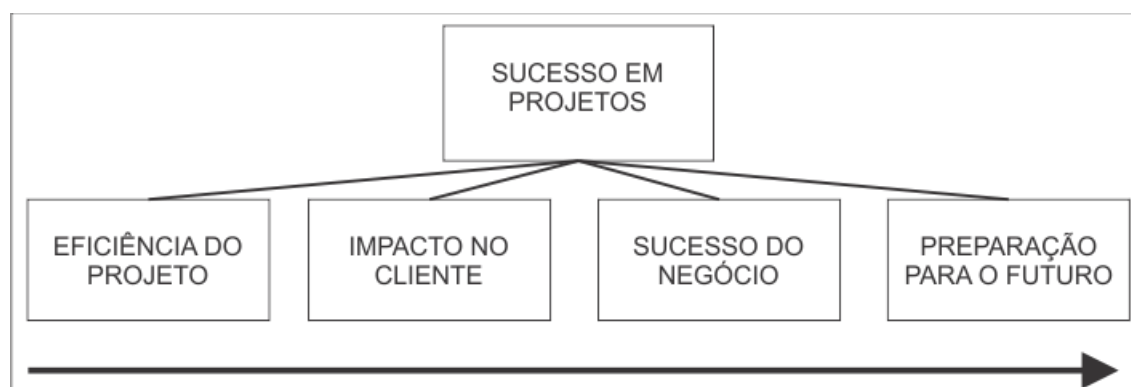 SUCESSO EM
PROJETOS
EFICIÊNCIA DO
PROJETO
IMPACTO NO
CLIENTE
SUCESSO DO
NEGÓCIO
PREPARAÇÃO
PARA O FUTURO